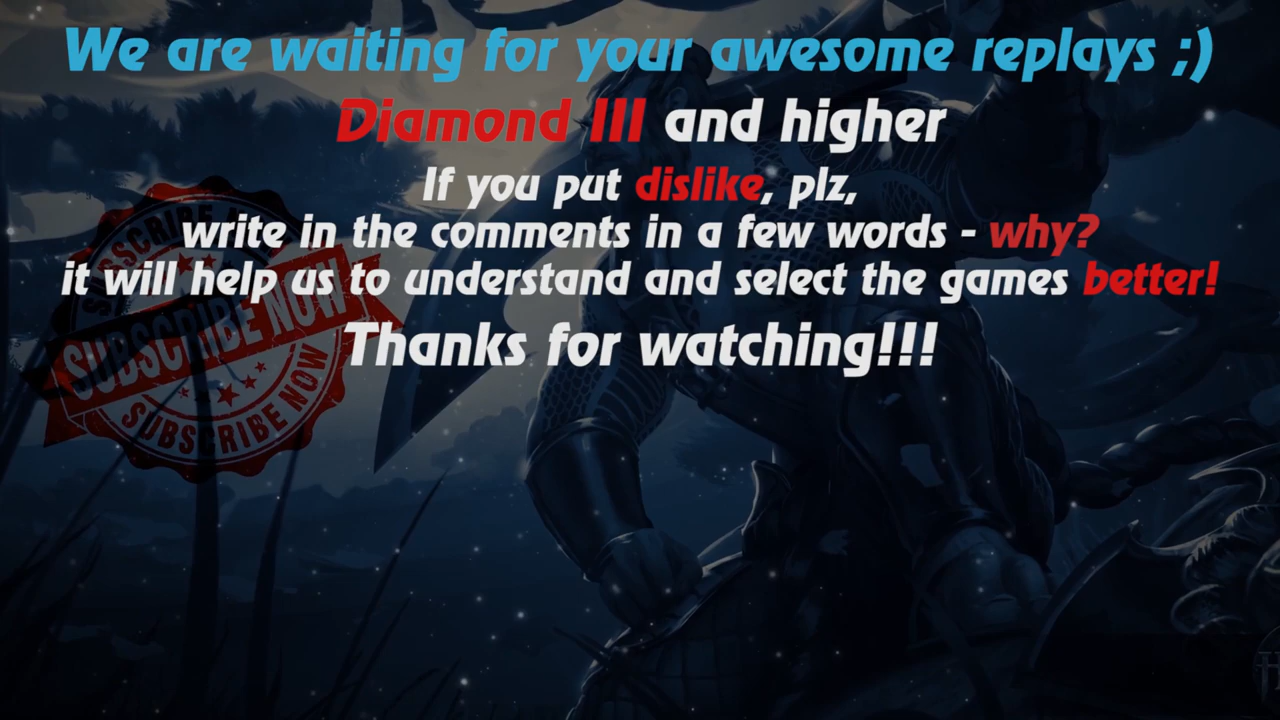 We are waiting for your awesome replays ;)
Diamond III and higher
If you put dislike, plz,
write in the comments in a few words - why?
it will help us to understand and select the games better!
Thanks for watching!!!
SUBSCRIBE NOW
SUBSCRIBE NOW